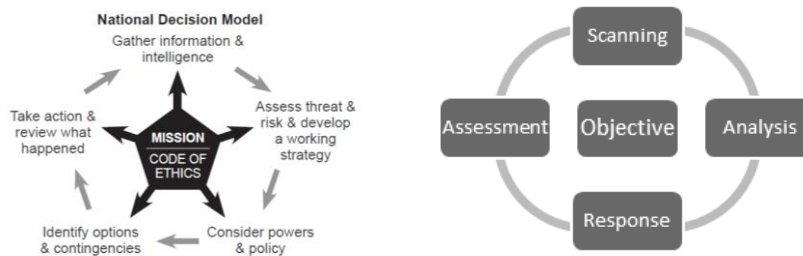 National Decision Model
Gather information &
intelligence
Assess threat &
risk & develop
a working
strategy
Consider powers
& policy
Identify options
& contingencies
Take action &
review what
happened
MISSION
CODE OF
ETHICS
Scanning
Assessment
Objective
Analysis
Response